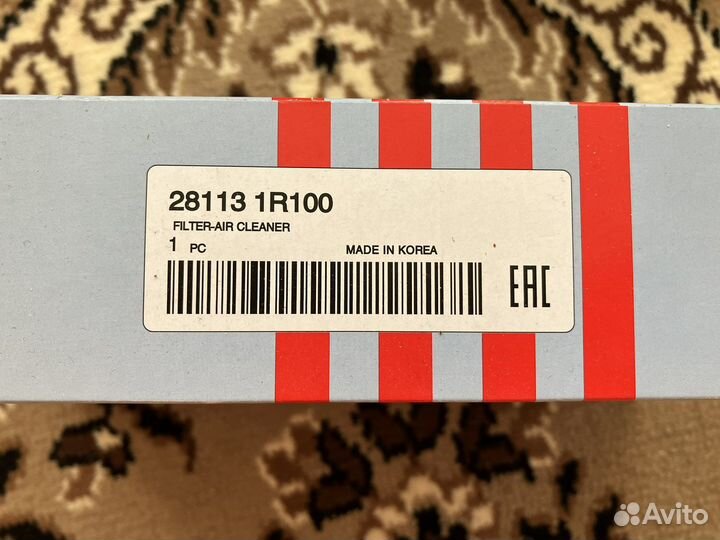 28113 1R100
FILTER-AIR CLEANER
1 PC
MADE IN KOREA
EAC
Avito